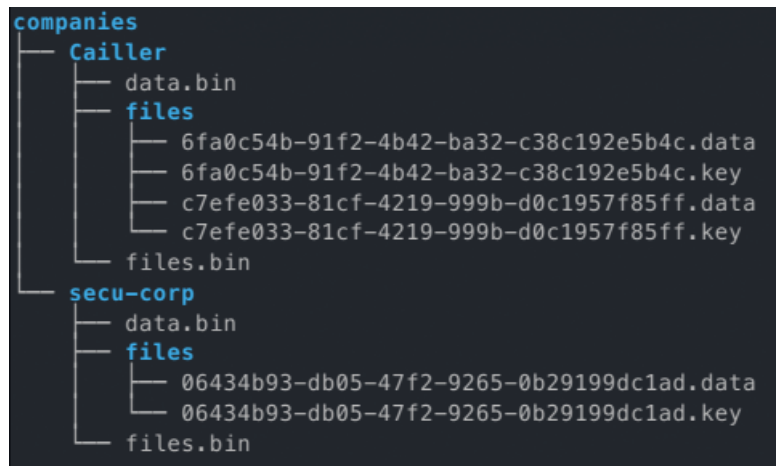 companies
├── Cailler
│   ├── data.bin
│   ├── files
│   │   ├── 6fa0c54b-91f2-4b42-ba32-c38c192e5b4c.data
│   │   ├── 6fa0c54b-91f2-4b42-ba32-c38c192e5b4c.key
│   │   ├── c7efe033-81cf-4219-999b-d0c1957f85ff.data
│   │   └── c7efe033-81cf-4219-999b-d0c1957f85ff.key
│   └── files.bin
└── secu-corp
    ├── data.bin
    ├── files
    │   ├── 06434b93-db05-47f2-9265-0b29199dc1ad.data
    │   └── 06434b93-db05-47f2-9265-0b29199dc1ad.key
    └── files.bin